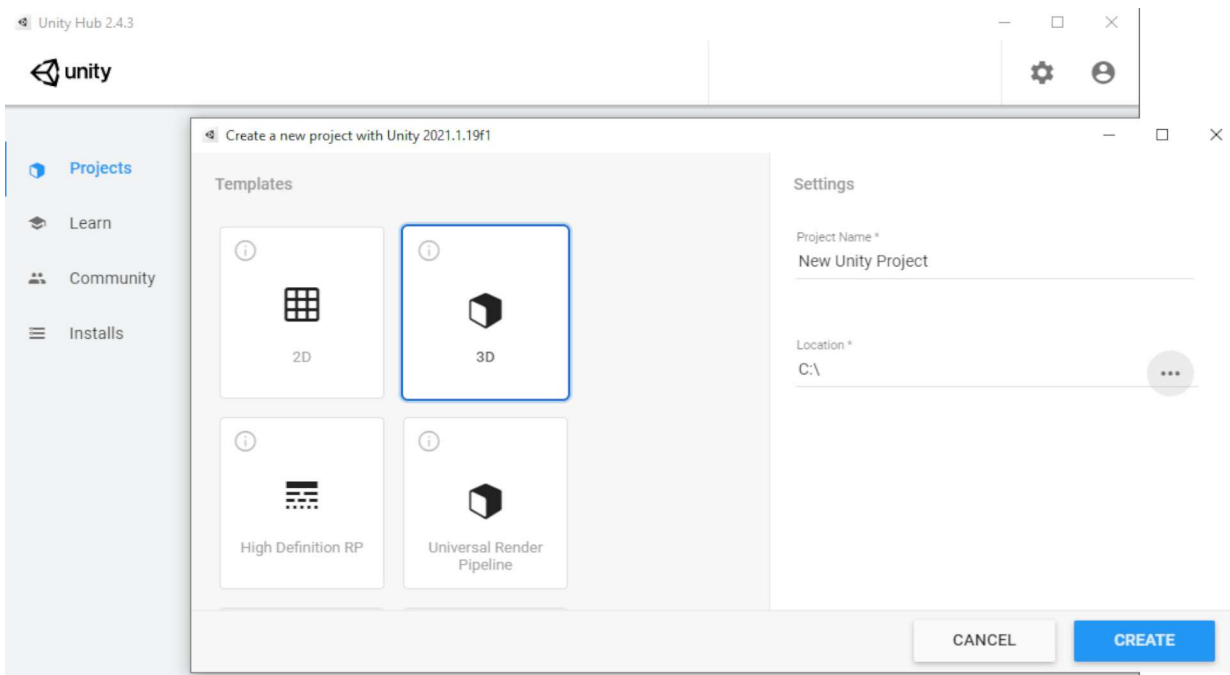 Unity Hub 2.4.3
unity
Projects
Learn
Community
Installs
Create a new project with Unity 2021.1.19f1
Templates
2D
3D
High Definition RP
Universal Render
Pipeline
Settings
Project Name *
New Unity Project
Location *
C:\
CANCEL
CREATE